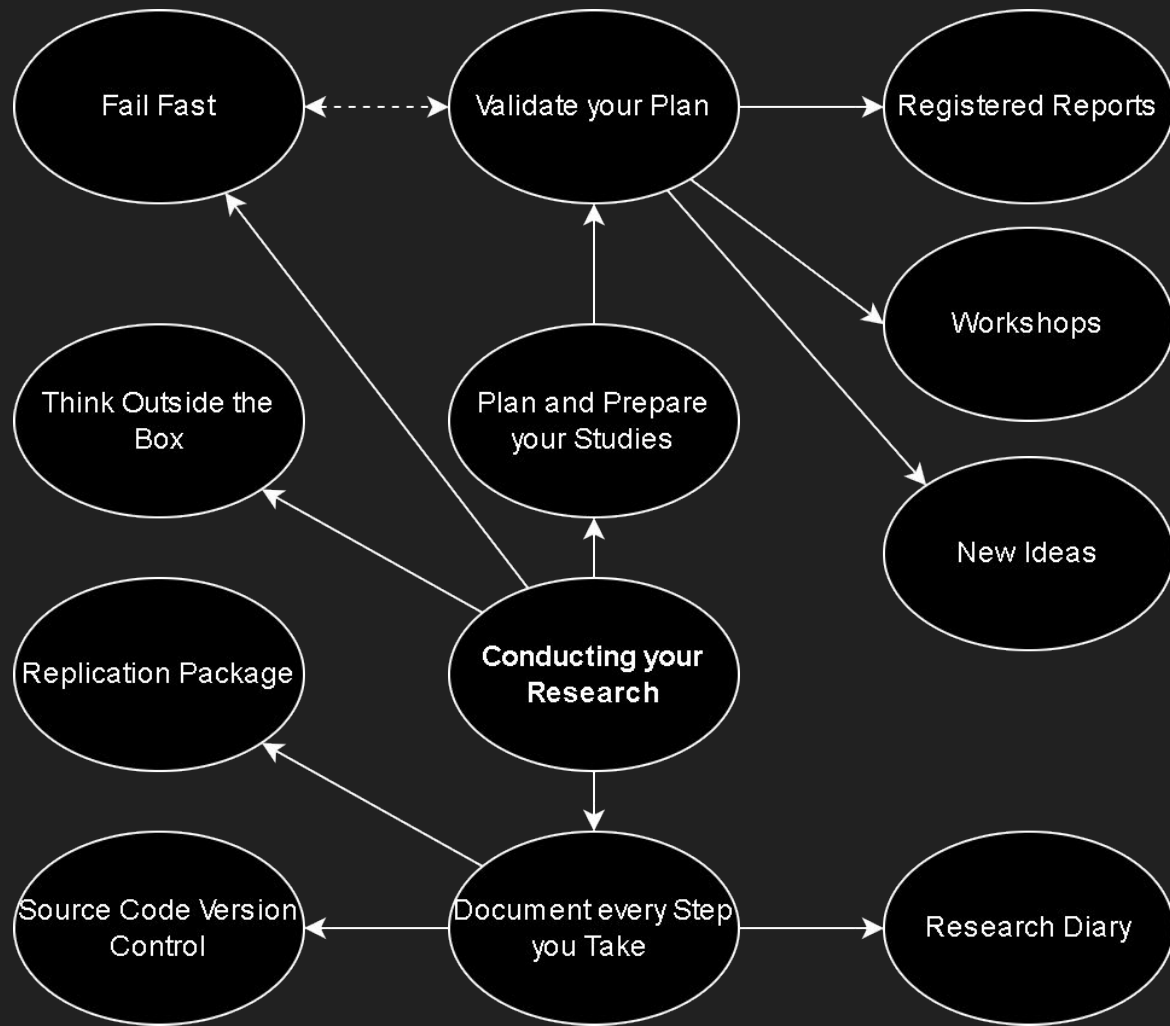 Fail Fast
Validate your Plan
Registered Reports
Workshops
Think Outside the
Box
Plan and Prepare
your Studies
New Ideas
Replication Package
Conducting your
Research
Source Code Version
Control
Document every Step
you Take
Research Diary